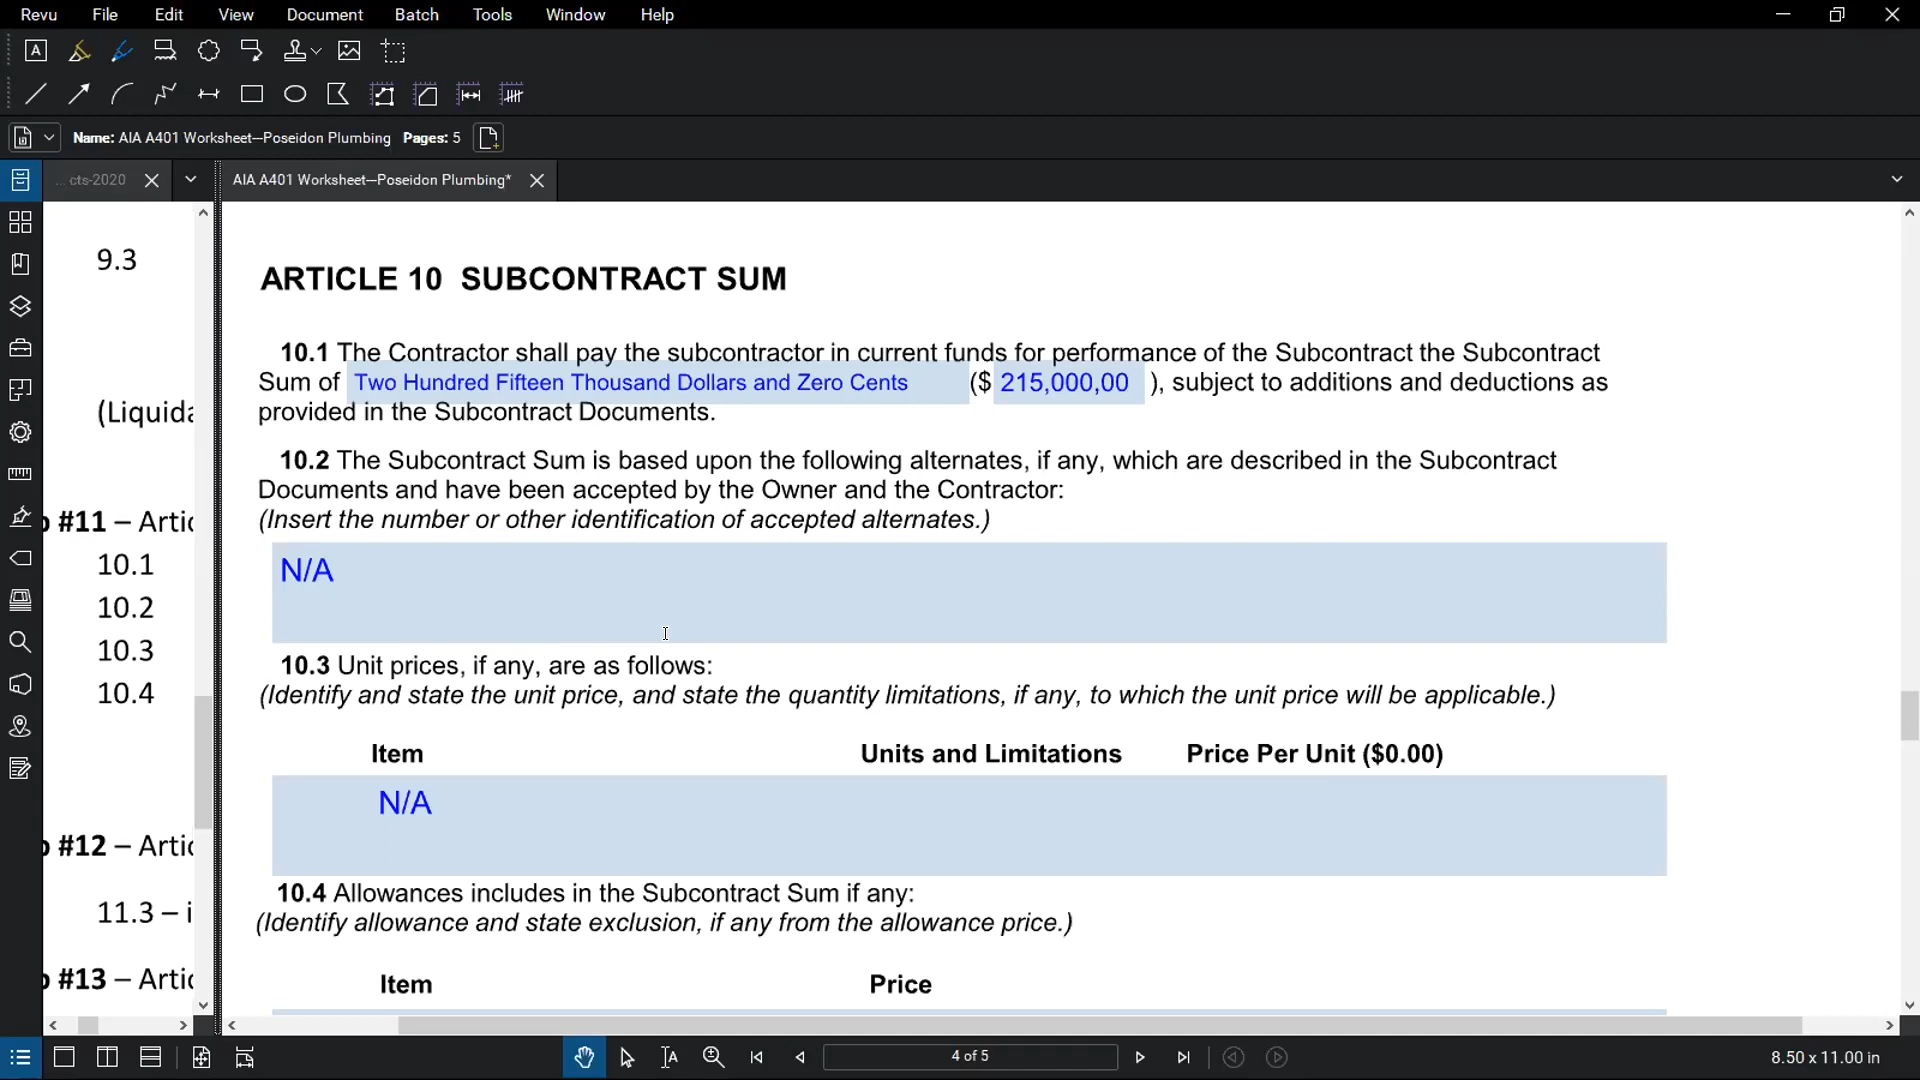 Revu File Edit View Document Batch Tools Window Help
Name: AIA A401 Worksheet—Poseidon Plumbing Pages: 5
... cts-2020
AIA A401 Worksheet—Poseidon Plumbing*
9.3
(Liquida
#11 – Artic
10.1
10.2
10.3
10.4
#12 – Artic
11.3 – i
#13 – Artic
ARTICLE 10 SUBCONTRACT SUM
10.1 The Contractor shall pay the subcontractor in current funds for performance of the Subcontract the Subcontract
Sum of Two Hundred Fifteen Thousand Dollars and Zero Cents ($ 215,000,00 ), subject to additions and deductions as
provided in the Subcontract Documents.
10.2 The Subcontract Sum is based upon the following alternates, if any, which are described in the Subcontract
Documents and have been accepted by the Owner and the Contractor:
(Insert the number or other identification of accepted alternates.)
N/A
10.3 Unit prices, if any, are as follows:
(Identify and state the unit price, and state the quantity limitations, if any, to which the unit price will be applicable.)
Item Units and Limitations Price Per Unit ($0.00)
N/A
10.4 Allowances includes in the Subcontract Sum if any:
(Identify allowance and state exclusion, if any from the allowance price.)
Item Price
4 of 5
8.50 x 11.00 in